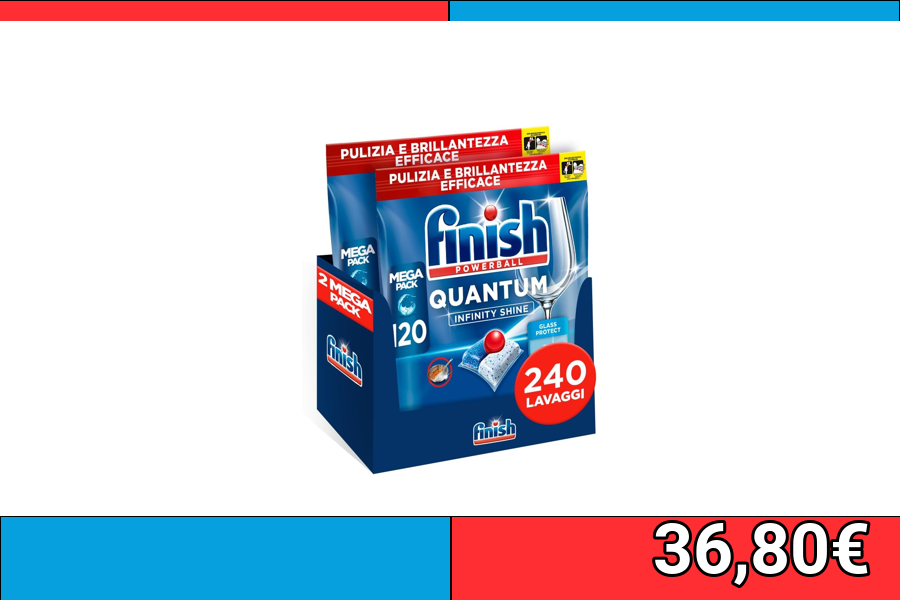 PULIZIA E BRILLANTEZZA
EFFICACE
PULIZIA E BRILLANTEZZA
EFFICACE
finish
POWERBALL
MEGA
PACK
MEGA
PACK
QUANTUM
INFINITY SHINE
2 MEGA
PACK
120
GLASS
PROTECT
finish
240
LAVAGGI
finish
36,80€